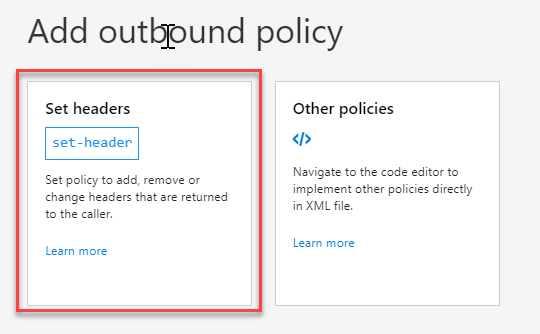 Add outbound policy
Set headers
set-header
Set policy to add, remove or
change headers that are returned
to the caller.
Learn more
Other policies
</>
Navigate to the code editor to
implement other policies directly
in XML file.
Learn more